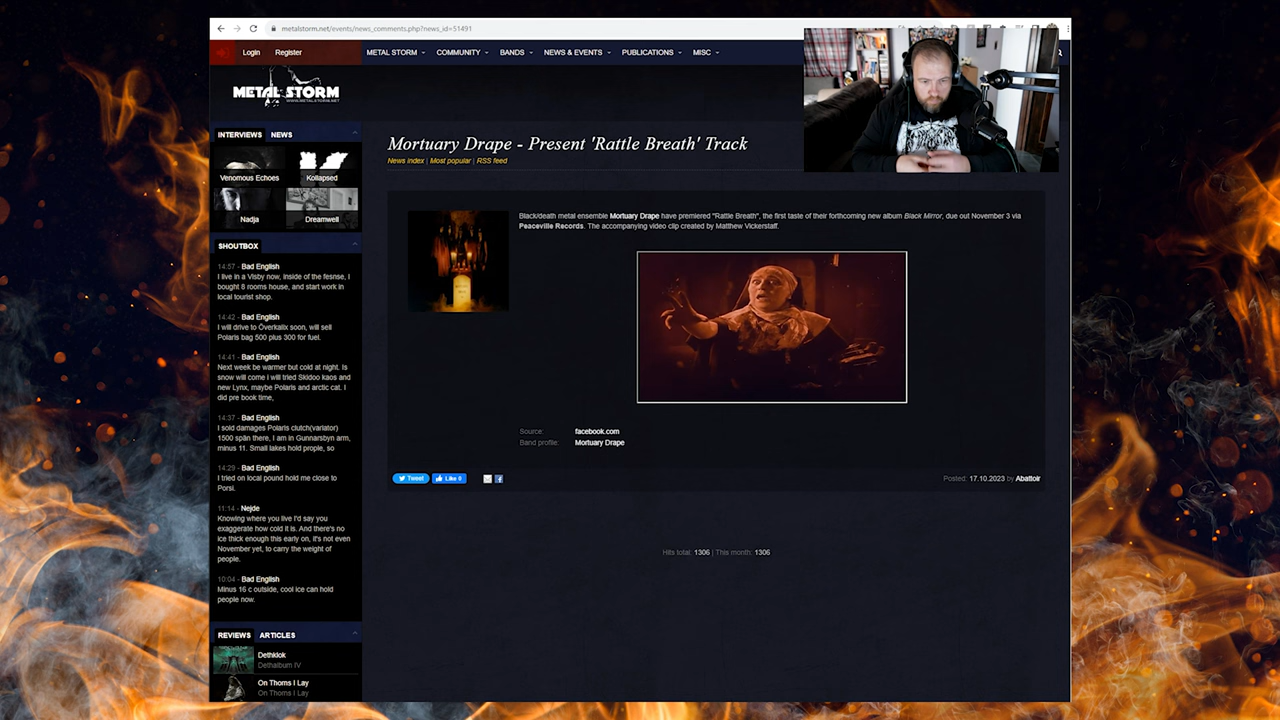 metalstorm.net/events/news_comments.php?news_id=51491
Login Register METAL STORM COMMUNITY BANDS NEWS & EVENTS PUBLICATIONS MISC
METAL STORM
WWW.METALSTORM.NET
INTERVIEWS NEWS
Venomous Echoes Kollapsed
Nadja Dreamwell
SHOUTBOX
14:57 - Bad English
I live in a Visby now, inside of the fesnse, I
bought 8 rooms house, and start work in
local tourist shop.
14:42 - Bad English
I will drive to Överkalix soon, will sell
Polaris bag 500 plus 300 for fuel.
14:41 - Bad English
Next week be warmer but cold at night. Is
snow will come i will tried Skidoo kaos and
new Lynx, maybe Polaris and arctic cat. I
did pre book time,
14:37 - Bad English
I sold damages Polaris clutch(variator)
1500 spän there, I am in Gunnarsbyn arm,
minus 11. Small lakes hold prople, so
14:29 - Bad English
I tried on local pound hold me close to
Porsi.
11:14 - Nejde
Knowing where you live I'd say you
exaggerate how cold it is. And there's no
ice thick enough this early on, it's not even
November yet, to carry the weight of
people.
10:04 - Bad English
Minus 16 c outside, cool ice can hold
people now.
REVIEWS ARTICLES
Dethklok
Dethalbum IV
On Thorns I Lay
On Thorns I Lay
Mortuary Drape - Present 'Rattle Breath' Track
News index | Most popular | RSS feed
Black/death metal ensemble Mortuary Drape have premiered "Rattle Breath", the first taste of their forthcoming new album Black Mirror, due out November 3 via
Peaceville Records. The accompanying video clip created by Matthew Vickerstaff.
Source: facebook.com
Band profile: Mortuary Drape
Tweet Like 0
Posted: 17.10.2023 by Abattoir
Hits total: 1306 | This month: 1306